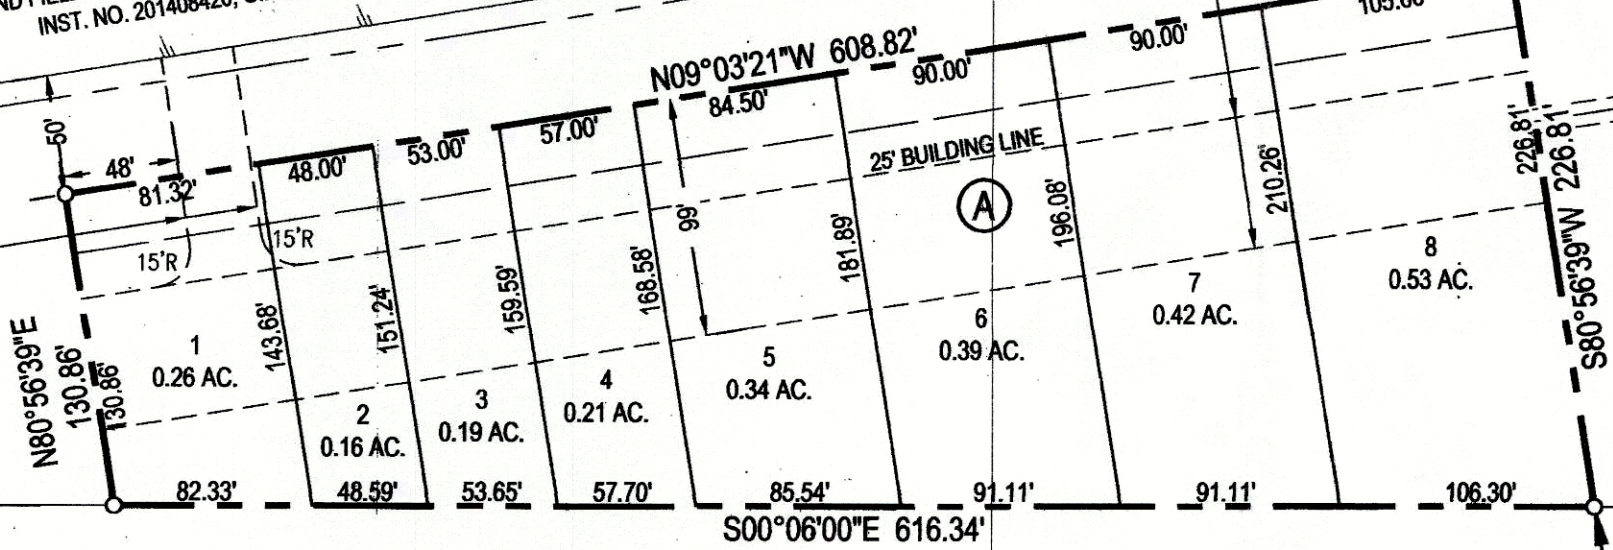 INST. NO. 201408420,
N09°03'21"W 608.82'
50'
48'
81.32'
48.00'
53.00'
57.00'
84.50'
90.00'
90.00'
25' BUILDING LINE
A
99'
15'R
15'R
N80°56'39"E
130.86'
130.86'
143.68'
151.24'
159.59'
168.58'
181.89'
196.08'
210.26'
226.81'
226.81'
S80°56'39"W
1
0.26 AC.
2
0.16 AC.
3
0.19 AC.
4
0.21 AC.
5
0.34 AC.
6
0.39 AC.
7
0.42 AC.
8
0.53 AC.
82.33'
48.59'
53.65'
57.70'
85.54'
91.11'
91.11'
106.30'
S00°06'00"E 616.34'